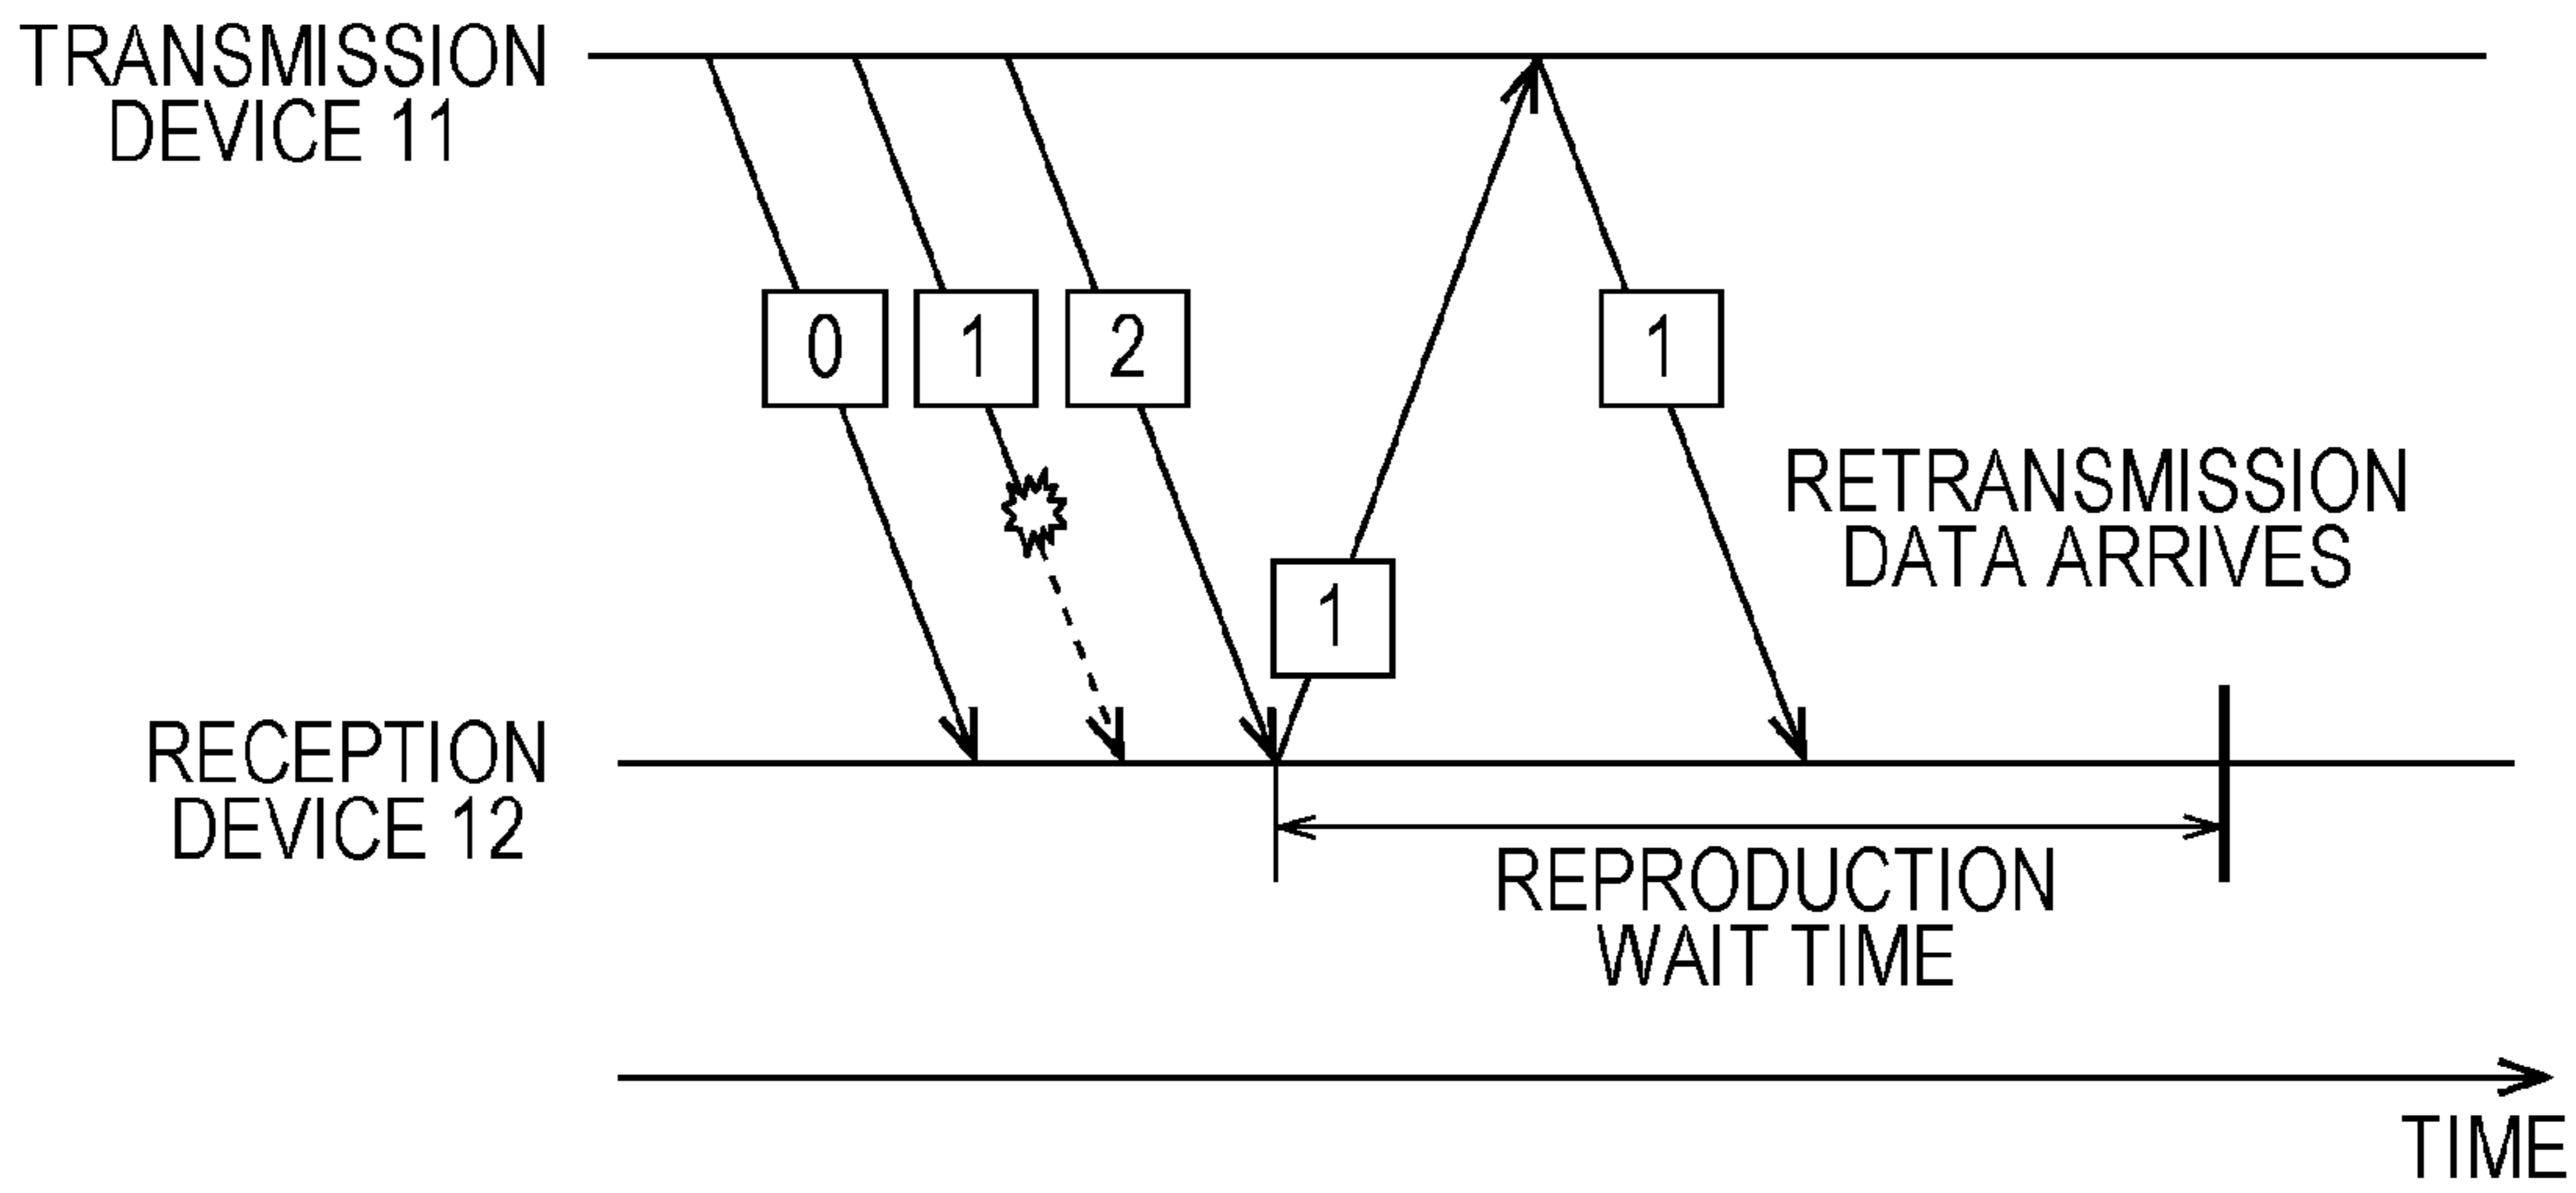 TRANSMISSION
DEVICE 11
0
1
2
1
1
RETRANSMISSION
DATA ARRIVES
RECEPTION
DEVICE 12
REPRODUCTION
WAIT TIME
TIME